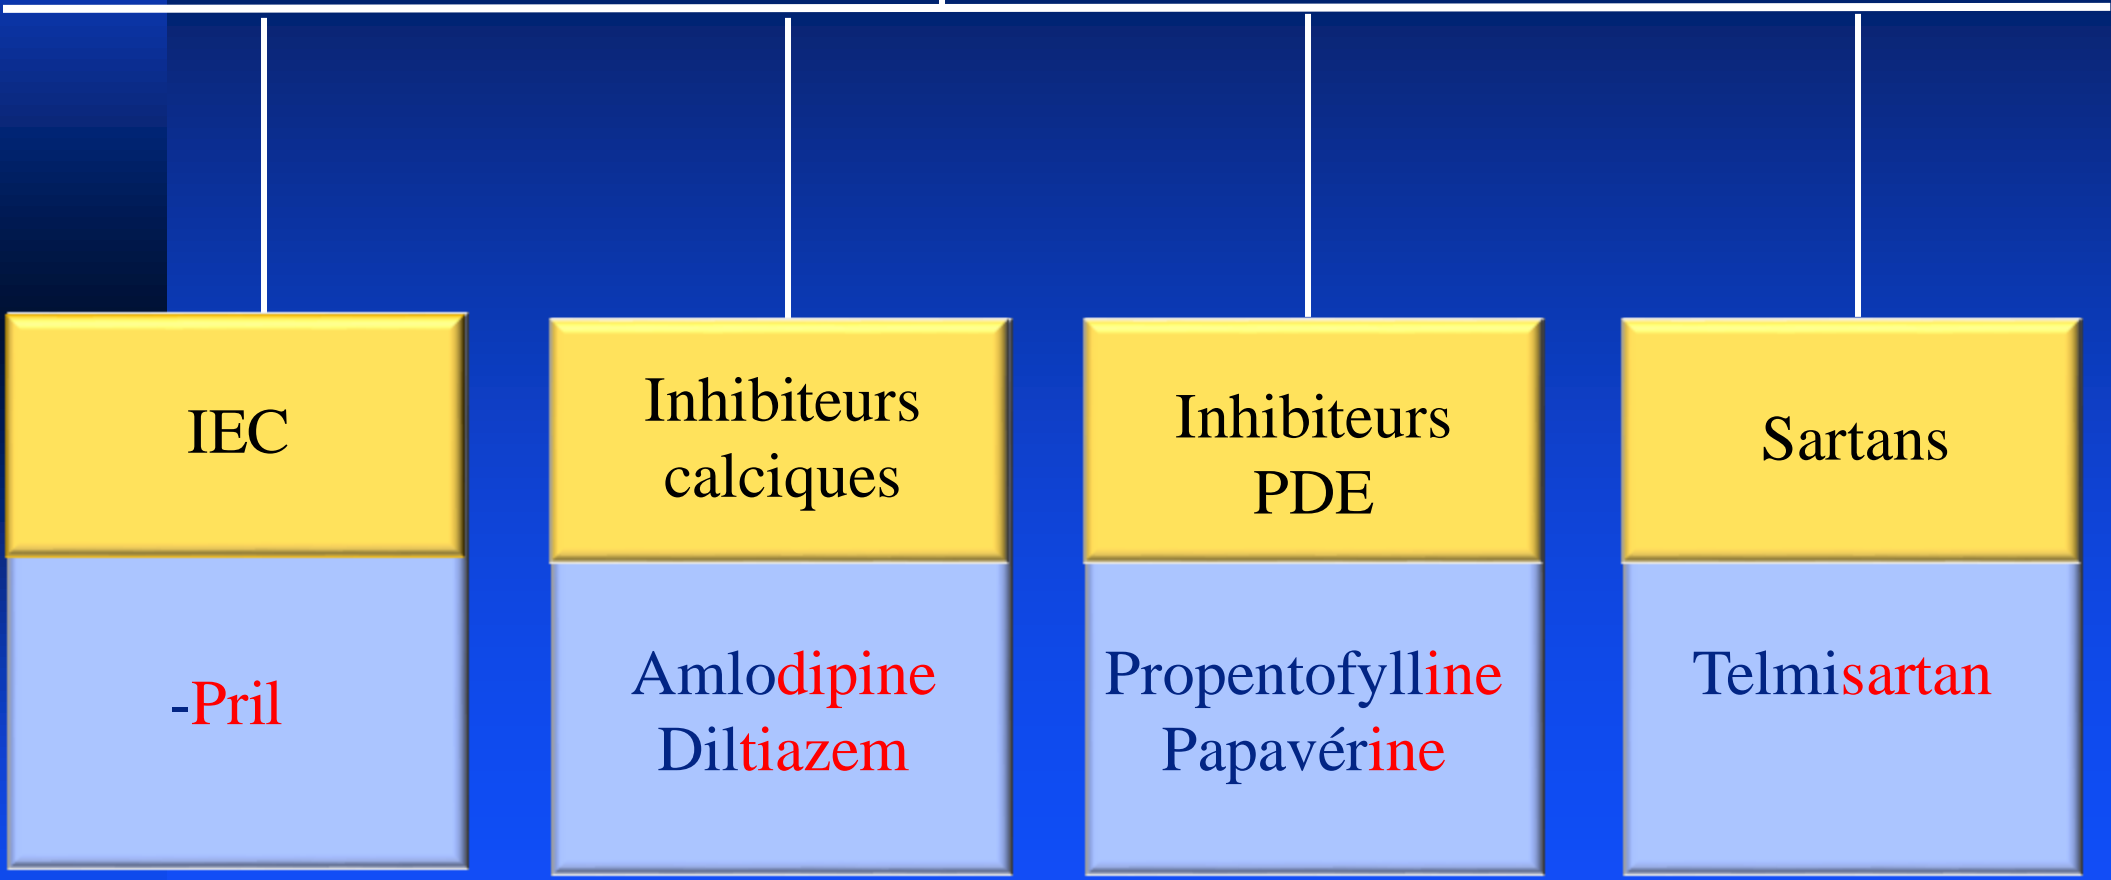 IEC
-Pril
Inhibiteurs
calciques
Amlodipine
Diltiazem
Inhibiteurs
PDE
Propentofylline
Papavérine
Sartans
Telmisartan